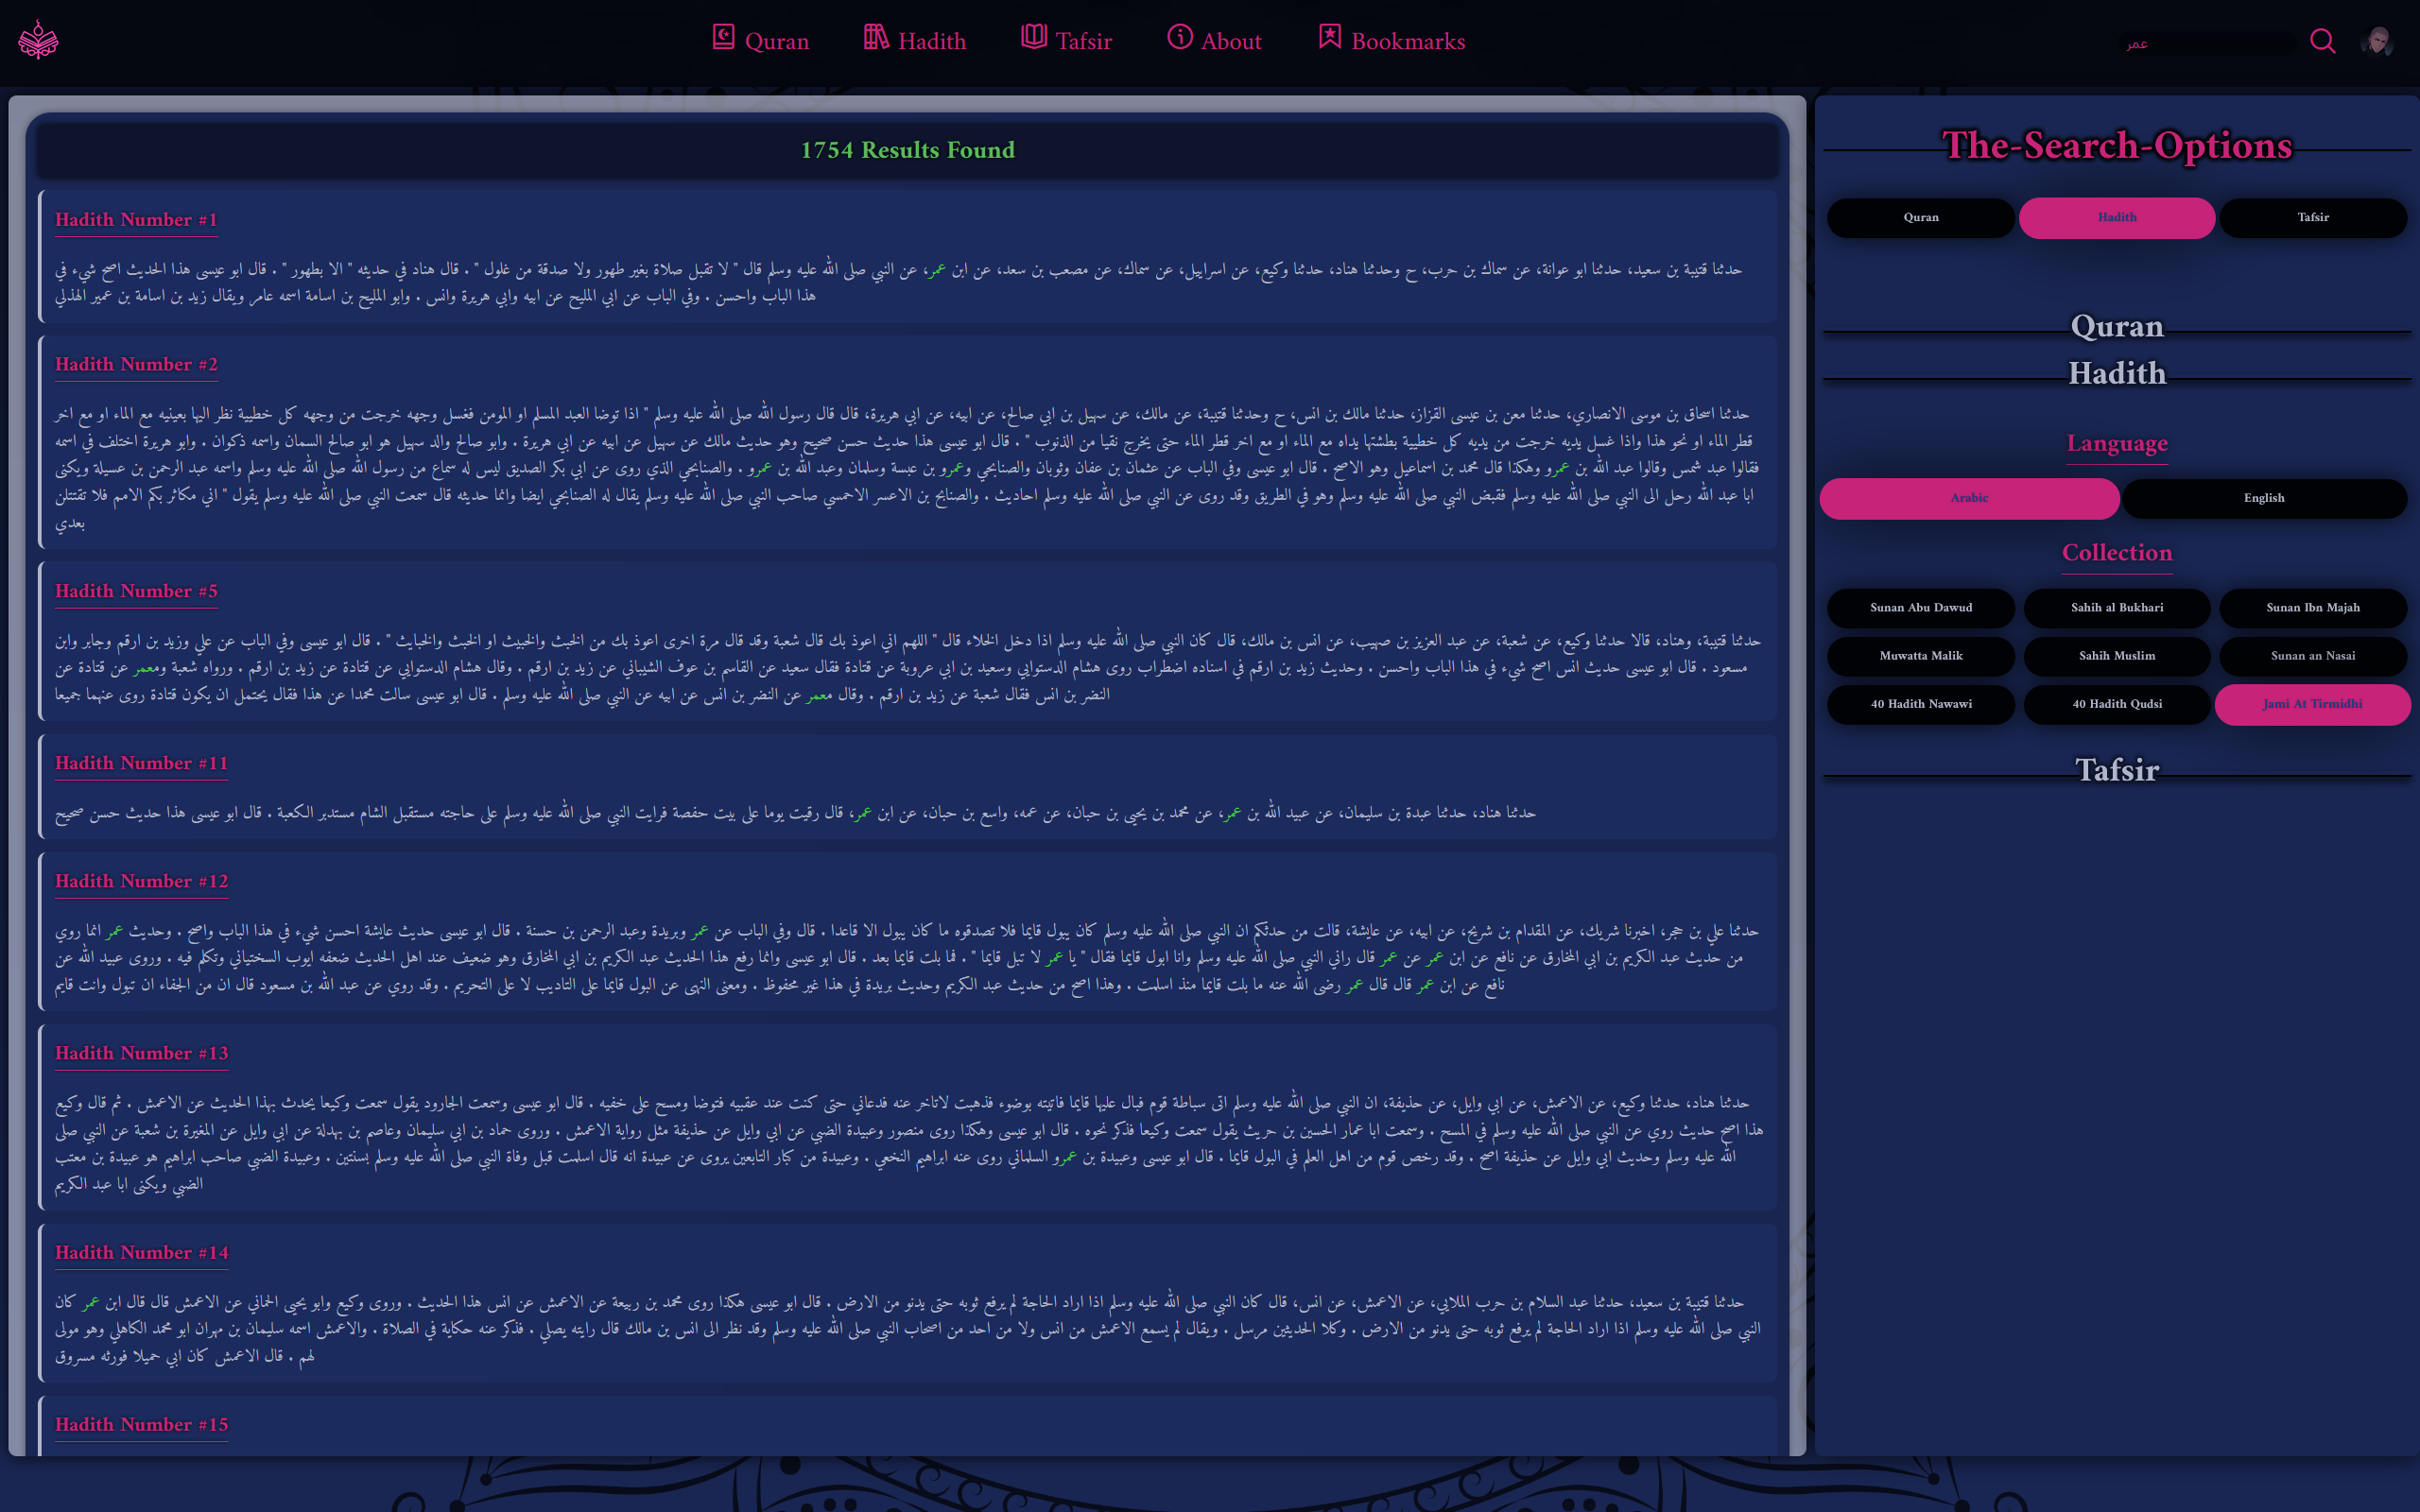 Quran
Hadith
Tafsir
About
Bookmarks
عمر
1754 Results Found
Hadith Number #1
حدثنا قتيبة بن سعيد، حدثنا ابو عوانة، عن سماك بن حرب، ح وحدثنا هناد، حدثنا وكيع، عن اسراييل، عن سماك، عن مصعب بن سعد، عن ابن عمر، عن النبي صلى الله عليه وسلم قال " لا تقبل صلاة بغير طهور ولا صدقة من غلول " . قال هناد في حديثه " الا بطهور " . قال ابو عيسى هذا الحديث اصح شيء في
هذا الباب واحسن . وفي الباب عن ابي المليح عن ابيه وابي هريرة وانس . وابو المليح بن اسامة اسمه عامر ويقال زيد بن اسامة بن عمير الهذلي
Hadith Number #2
حدثنا اسحاق بن موسى الانصاري، حدثنا معن بن عيسى القزاز، حدثنا مالك بن انس، ح وحدثنا قتيبة، عن مالك، عن سهيل بن ابي صالح، عن ابيه، عن ابي هريرة، قال قال رسول الله صلى الله عليه وسلم " اذا توضا العبد المسلم او المومن فغسل وجهه خرجت من وجهه كل خطيية نظر اليها بعينيه مع الماء او مع اخر
قطر الماء او نحو هذا واذا غسل يديه خرجت من يديه كل خطيية بطشتها يداه مع الماء او مع اخر قطر الماء حتى يخرج نقيا من الذنوب " . قال ابو عيسى هذا حديث حسن صحيح وهو حديث مالك عن سهيل عن ابيه عن ابي هريرة . وابو صالح والد سهيل هو ابو صالح السمان واسمه ذكوان . وابو هريرة اختلف في اسمه
فقالوا عبد شمس وقالوا عبد الله بن عمرو وهكذا قال محمد بن اسماعيل وهو الاصح . قال ابو عيسى وفي الباب عن عثمان بن عفان وثوبان والصنابحي وعمرو بن عبسة وسلمان وعبد الله بن عمرو . والصنابحي الذي روى عن ابي بكر الصديق ليس له سماع من رسول الله صلى الله عليه وسلم واسمه عبد الرحمن بن عسيلة ويكنى
ابا عبد الله رحل الى النبي صلى الله عليه وسلم فقبض النبي صلى الله عليه وسلم وهو في الطريق وقد روى عن النبي صلى الله عليه وسلم احاديث . والصنابح بن الاعسر الاحمسي صاحب النبي صلى الله عليه وسلم يقال له الصنابحي ايضا وانما حديثه قال سمعت النبي صلى الله عليه وسلم يقول " اني مكاثر بكم الامم فلا تقتتلن
بعدي
Hadith Number #5
حدثنا قتيبة، وهناد، قالا حدثنا وكيع، عن شعبة، عن عبد العزيز بن صهيب، عن انس بن مالك، قال كان النبي صلى الله عليه وسلم اذا دخل الخلاء قال " اللهم اني اعوذ بك قال شعبة وقد قال مرة اخرى اعوذ بك من الخبث والخبيث او الخبث والخبايث " . قال ابو عيسى وفي الباب عن علي وزيد بن ارقم وجابر وابن
مسعود . قال ابو عيسى حديث انس اصح شيء في هذا الباب واحسن . وحديث زيد بن ارقم في اسناده اضطراب روى هشام الدستوايي وسعيد بن ابي عروبة عن قتادة فقال سعيد عن القاسم بن عوف الشيباني عن زيد بن ارقم . وقال هشام الدستوايي عن قتادة عن زيد بن ارقم . ورواه شعبة ومعمر عن قتادة عن
النضر بن انس فقال شعبة عن زيد بن ارقم . وقال معمر عن النضر بن انس عن ابيه عن النبي صلى الله عليه وسلم . قال ابو عيسى سالت محمدا عن هذا فقال يحتمل ان يكون قتادة روى عنهما جميعا
Hadith Number #11
حدثنا هناد، حدثنا عبدة بن سليمان، عن عبيد الله بن عمر، عن محمد بن يحيى بن حبان، عن عمه، واسع بن حبان، عن ابن عمر، قال رقيت يوما على بيت حفصة فرايت النبي صلى الله عليه وسلم على حاجته مستقبل الشام مستدبر الكعبة . قال ابو عيسى هذا حديث حسن صحيح
Hadith Number #12
حدثنا علي بن حجر، اخبرنا شريك، عن المقدام بن شريح، عن ابيه، عن عايشة، قالت من حدثكم ان النبي صلى الله عليه وسلم كان يبول قايما فلا تصدقوه ما كان يبول الا قاعدا . قال وفي الباب عن عمر وبريدة وعبد الرحمن بن حسنة . قال ابو عيسى حديث عايشة احسن شيء في هذا الباب واصح . وحديث عمر انما روي
من حديث عبد الكريم بن ابي المخارق عن نافع عن ابن عمر عن عمر قال راني النبي صلى الله عليه وسلم وانا ابول قايما فقال " يا عمر لا تبل قايما " . فما بلت قايما بعد . قال ابو عيسى وانما رفع هذا الحديث عبد الكريم بن ابي المخارق وهو ضعيف عند اهل الحديث ضعفه ايوب السختياني وتكلم فيه . وروى عبيد الله عن
نافع عن ابن عمر قال قال عمر رضى الله عنه ما بلت قايما منذ اسلمت . وهذا اصح من حديث عبد الكريم وحديث بريدة في هذا غير محفوظ . ومعنى النهى عن البول قايما على التاديب لا على التحريم . وقد روي عن عبد الله بن مسعود قال ان من الجفاء ان تبول وانت قايم
Hadith Number #13
حدثنا هناد، حدثنا وكيع، عن الاعمش، عن ابي وايل، عن حذيفة، ان النبي صلى الله عليه وسلم اتى سباطة قوم فبال عليها قايما فاتيته بوضوء فذهبت لاتاخر عنه فدعاني حتى كنت عند عقبيه فتوضا ومسح على خفيه . قال ابو عيسى وسمعت الجارود يقول سمعت وكيعا يحدث بهذا الحديث عن الاعمش . ثم قال وكيع
هذا اصح حديث روي عن النبي صلى الله عليه وسلم في المسح . وسمعت ابا عمار الحسين بن حريث يقول سمعت وكيعا فذكر نحوه . قال ابو عيسى وهكذا روى منصور وعبيدة الضبي عن ابي وايل عن حذيفة مثل رواية الاعمش . وروى حماد بن ابي سليمان وعاصم بن بهدلة عن ابي وايل عن المغيرة بن شعبة عن النبي صلى
الله عليه وسلم وحديث ابي وايل عن حذيفة اصح . وقد رخص قوم من اهل العلم في البول قايما . قال ابو عيسى وعبيدة بن عمرو السلماني روى عنه ابراهيم النخعي . وعبيدة من كبار التابعين يروى عن عبيدة انه قال اسلمت قبل وفاة النبي صلى الله عليه وسلم بسنتين . وعبيدة الضبي صاحب ابراهيم هو عبيدة بن معتب
الضبي ويكنى ابا عبد الكريم
Hadith Number #14
حدثنا قتيبة بن سعيد، حدثنا عبد السلام بن حرب الملايي، عن الاعمش، عن انس، قال كان النبي صلى الله عليه وسلم اذا اراد الحاجة لم يرفع ثوبه حتى يدنو من الارض . قال ابو عيسى هكذا روى محمد بن ربيعة عن الاعمش عن انس هذا الحديث . وروى وكيع وابو يحيى الحماني عن الاعمش قال قال ابن عمر كان
النبي صلى الله عليه وسلم اذا اراد الحاجة لم يرفع ثوبه حتى يدنو من الارض . وكلا الحديثين مرسل . ويقال لم يسمع الاعمش من انس ولا من احد من اصحاب النبي صلى الله عليه وسلم وقد نظر الى انس بن مالك قال رايته يصلي . فذكر عنه حكاية في الصلاة . والاعمش اسمه سليمان بن مهران ابو محمد الكاهلي وهو مولى
لهم . قال الاعمش كان ابي حميلا فورثه مسروق
Hadith Number #15
The-Search-Options
Quran
Hadith
Tafsir
Quran
Hadith
Language
Arabic
English
Collection
Sunan Abu Dawud
Sahih al Bukhari
Sunan Ibn Majah
Muwatta Malik
Sahih Muslim
Sunan an Nasai
40 Hadith Nawawi
40 Hadith Qudsi
Jami At Tirmidhi
Tafsir